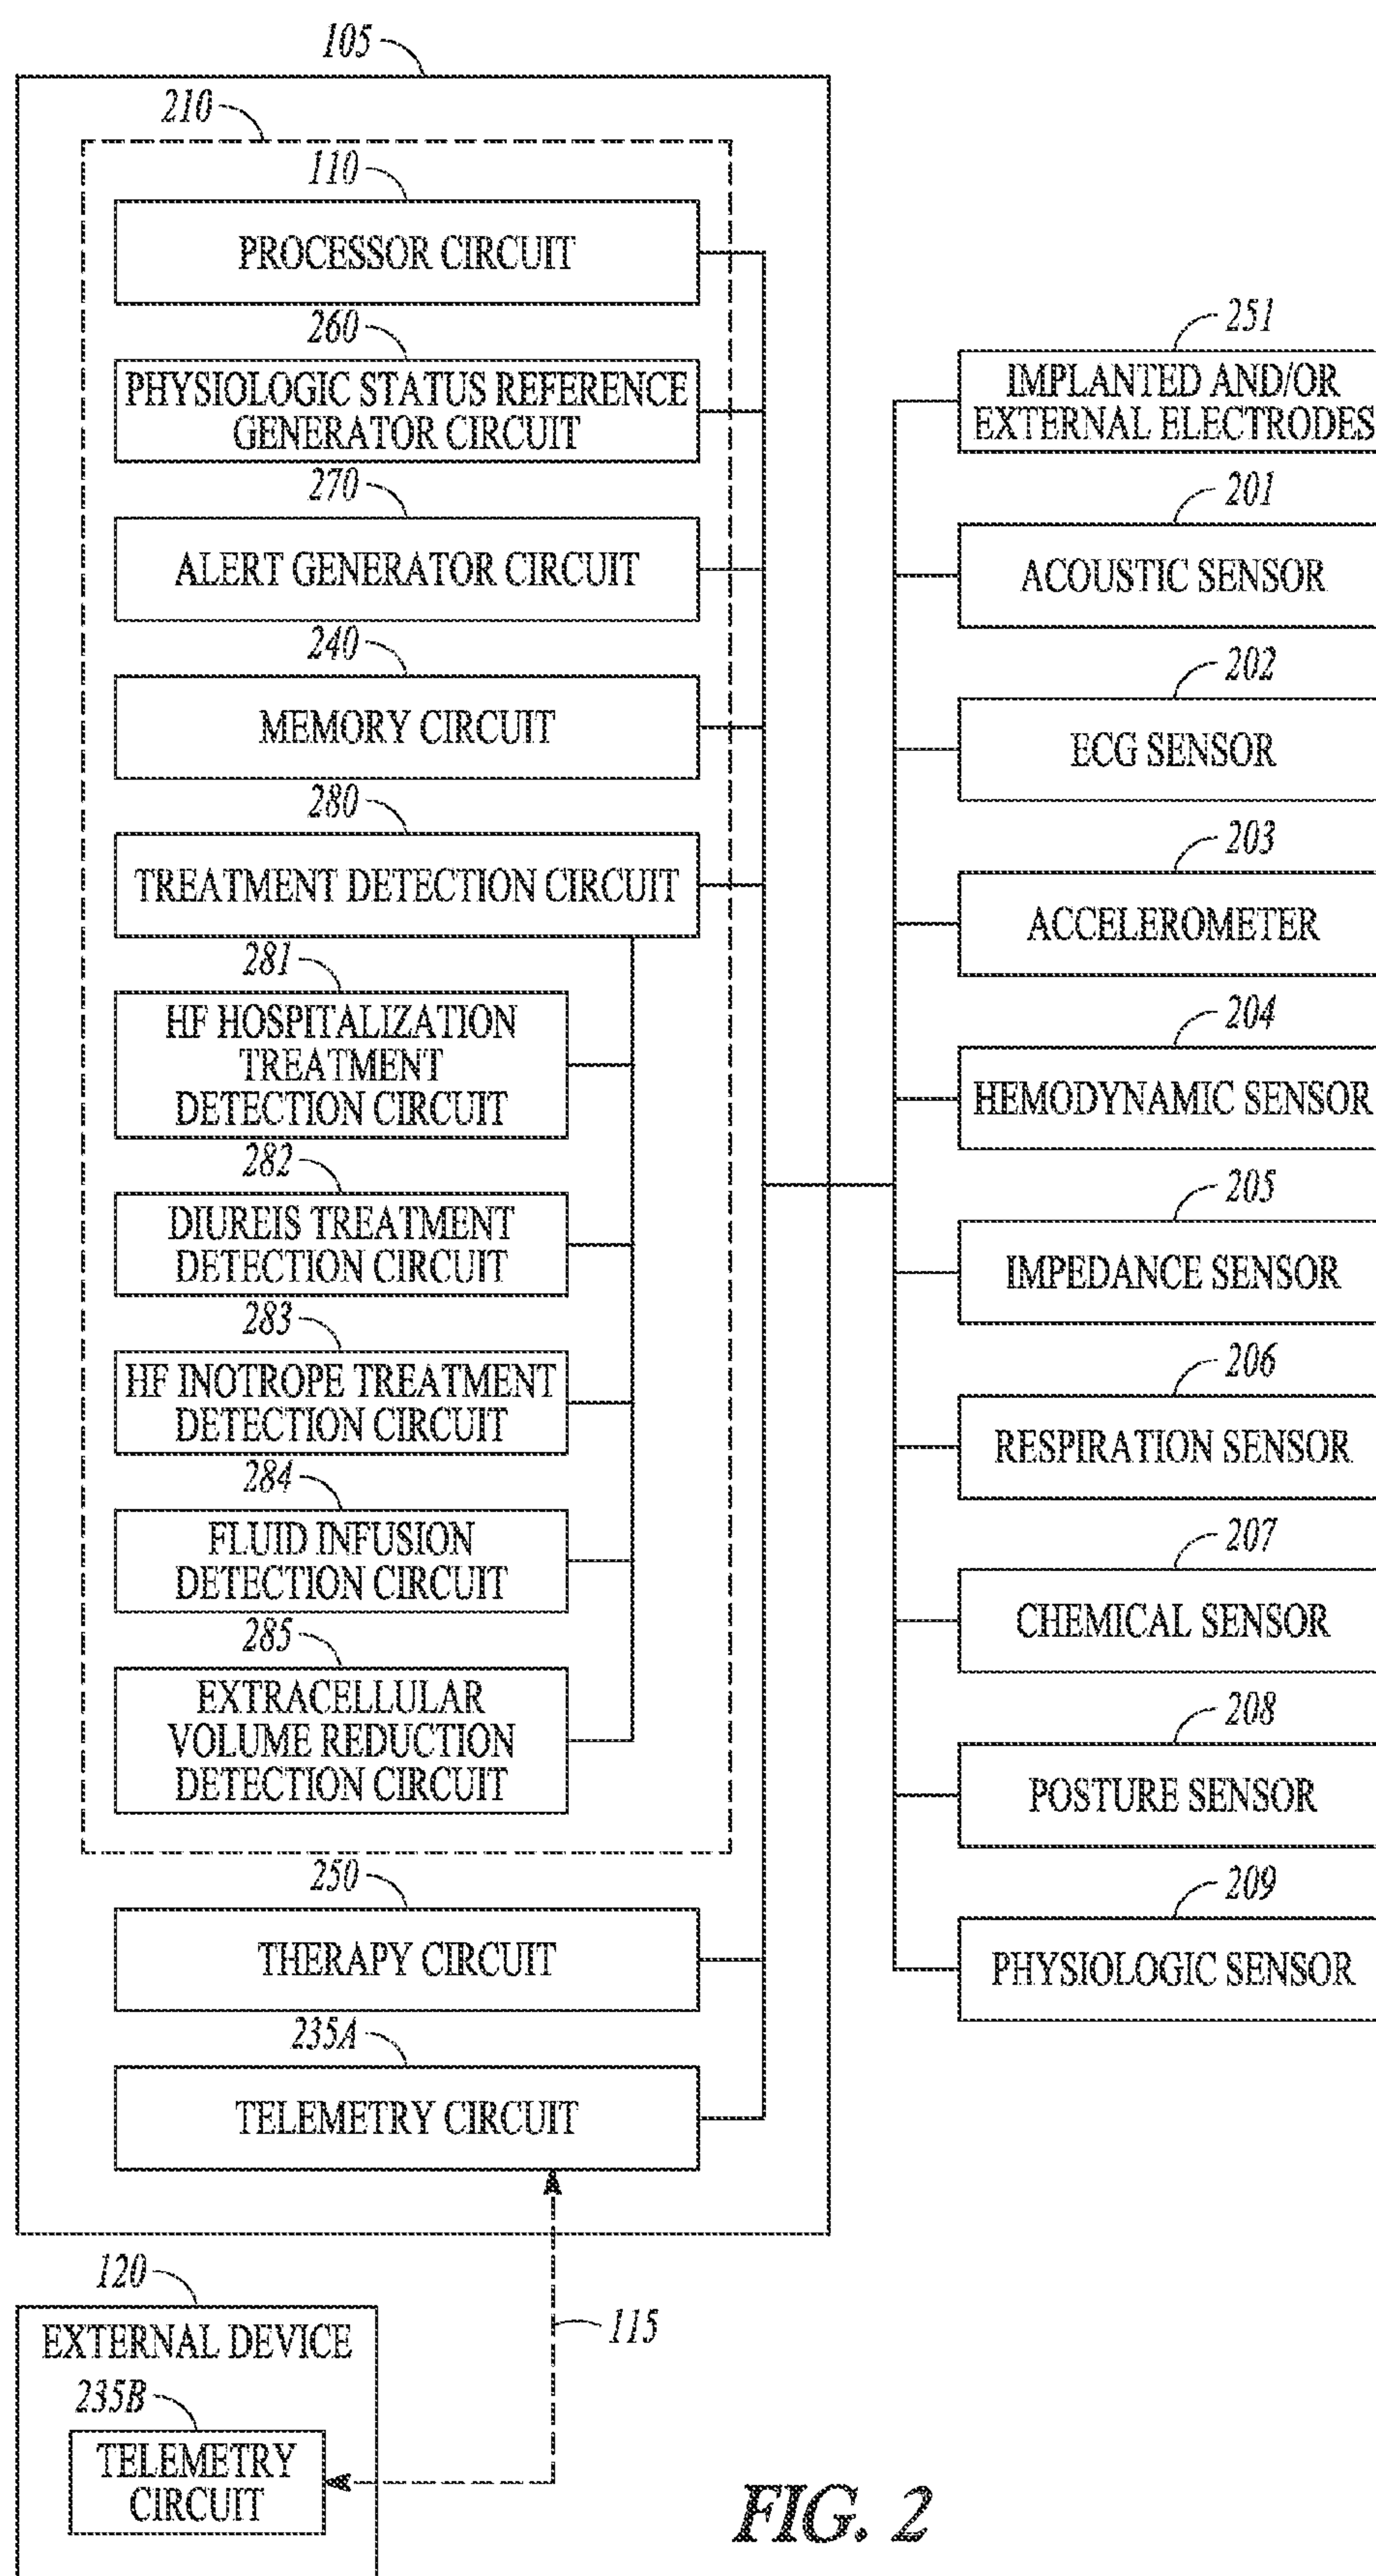 105
210
110
PROCESSOR CIRCUIT
260
PHYSIOLOGIC STATUS REFERENCE
GENERATOR CIRCUIT
270
ALERT GENERATOR CIRCUIT
240
MEMORY CIRCUIT
280
TREATMENT DETECTION CIRCUIT
281
HF HOSPITALIZATION
TREATMENT
DETECTION CIRCUIT
282
DIUREIS TREATMENT
DETECTION CIRCUIT
283
HF INOTROPE TREATMENT
DETECTION CIRCUIT
284
FLUID INFUSION
DETECTION CIRCUIT
285
EXTRACELLULAR
VOLUME REDUCTION
DETECTION CIRCUIT
250
THERAPY CIRCUIT
235A
TELEMETRY CIRCUIT
251
IMPLANTED AND/OR
EXTERNAL ELECTRODES
201
ACOUSTIC SENSOR
202
ECG SENSOR
203
ACCELEROMETER
204
HEMODYNAMIC SENSOR
205
IMPEDANCE SENSOR
206
RESPIRATION SENSOR
207
CHEMICAL SENSOR
208
POSTURE SENSOR
209
PHYSIOLOGIC SENSOR
120
EXTERNAL DEVICE
235B
TELEMETRY
CIRCUIT
115
FIG. 2